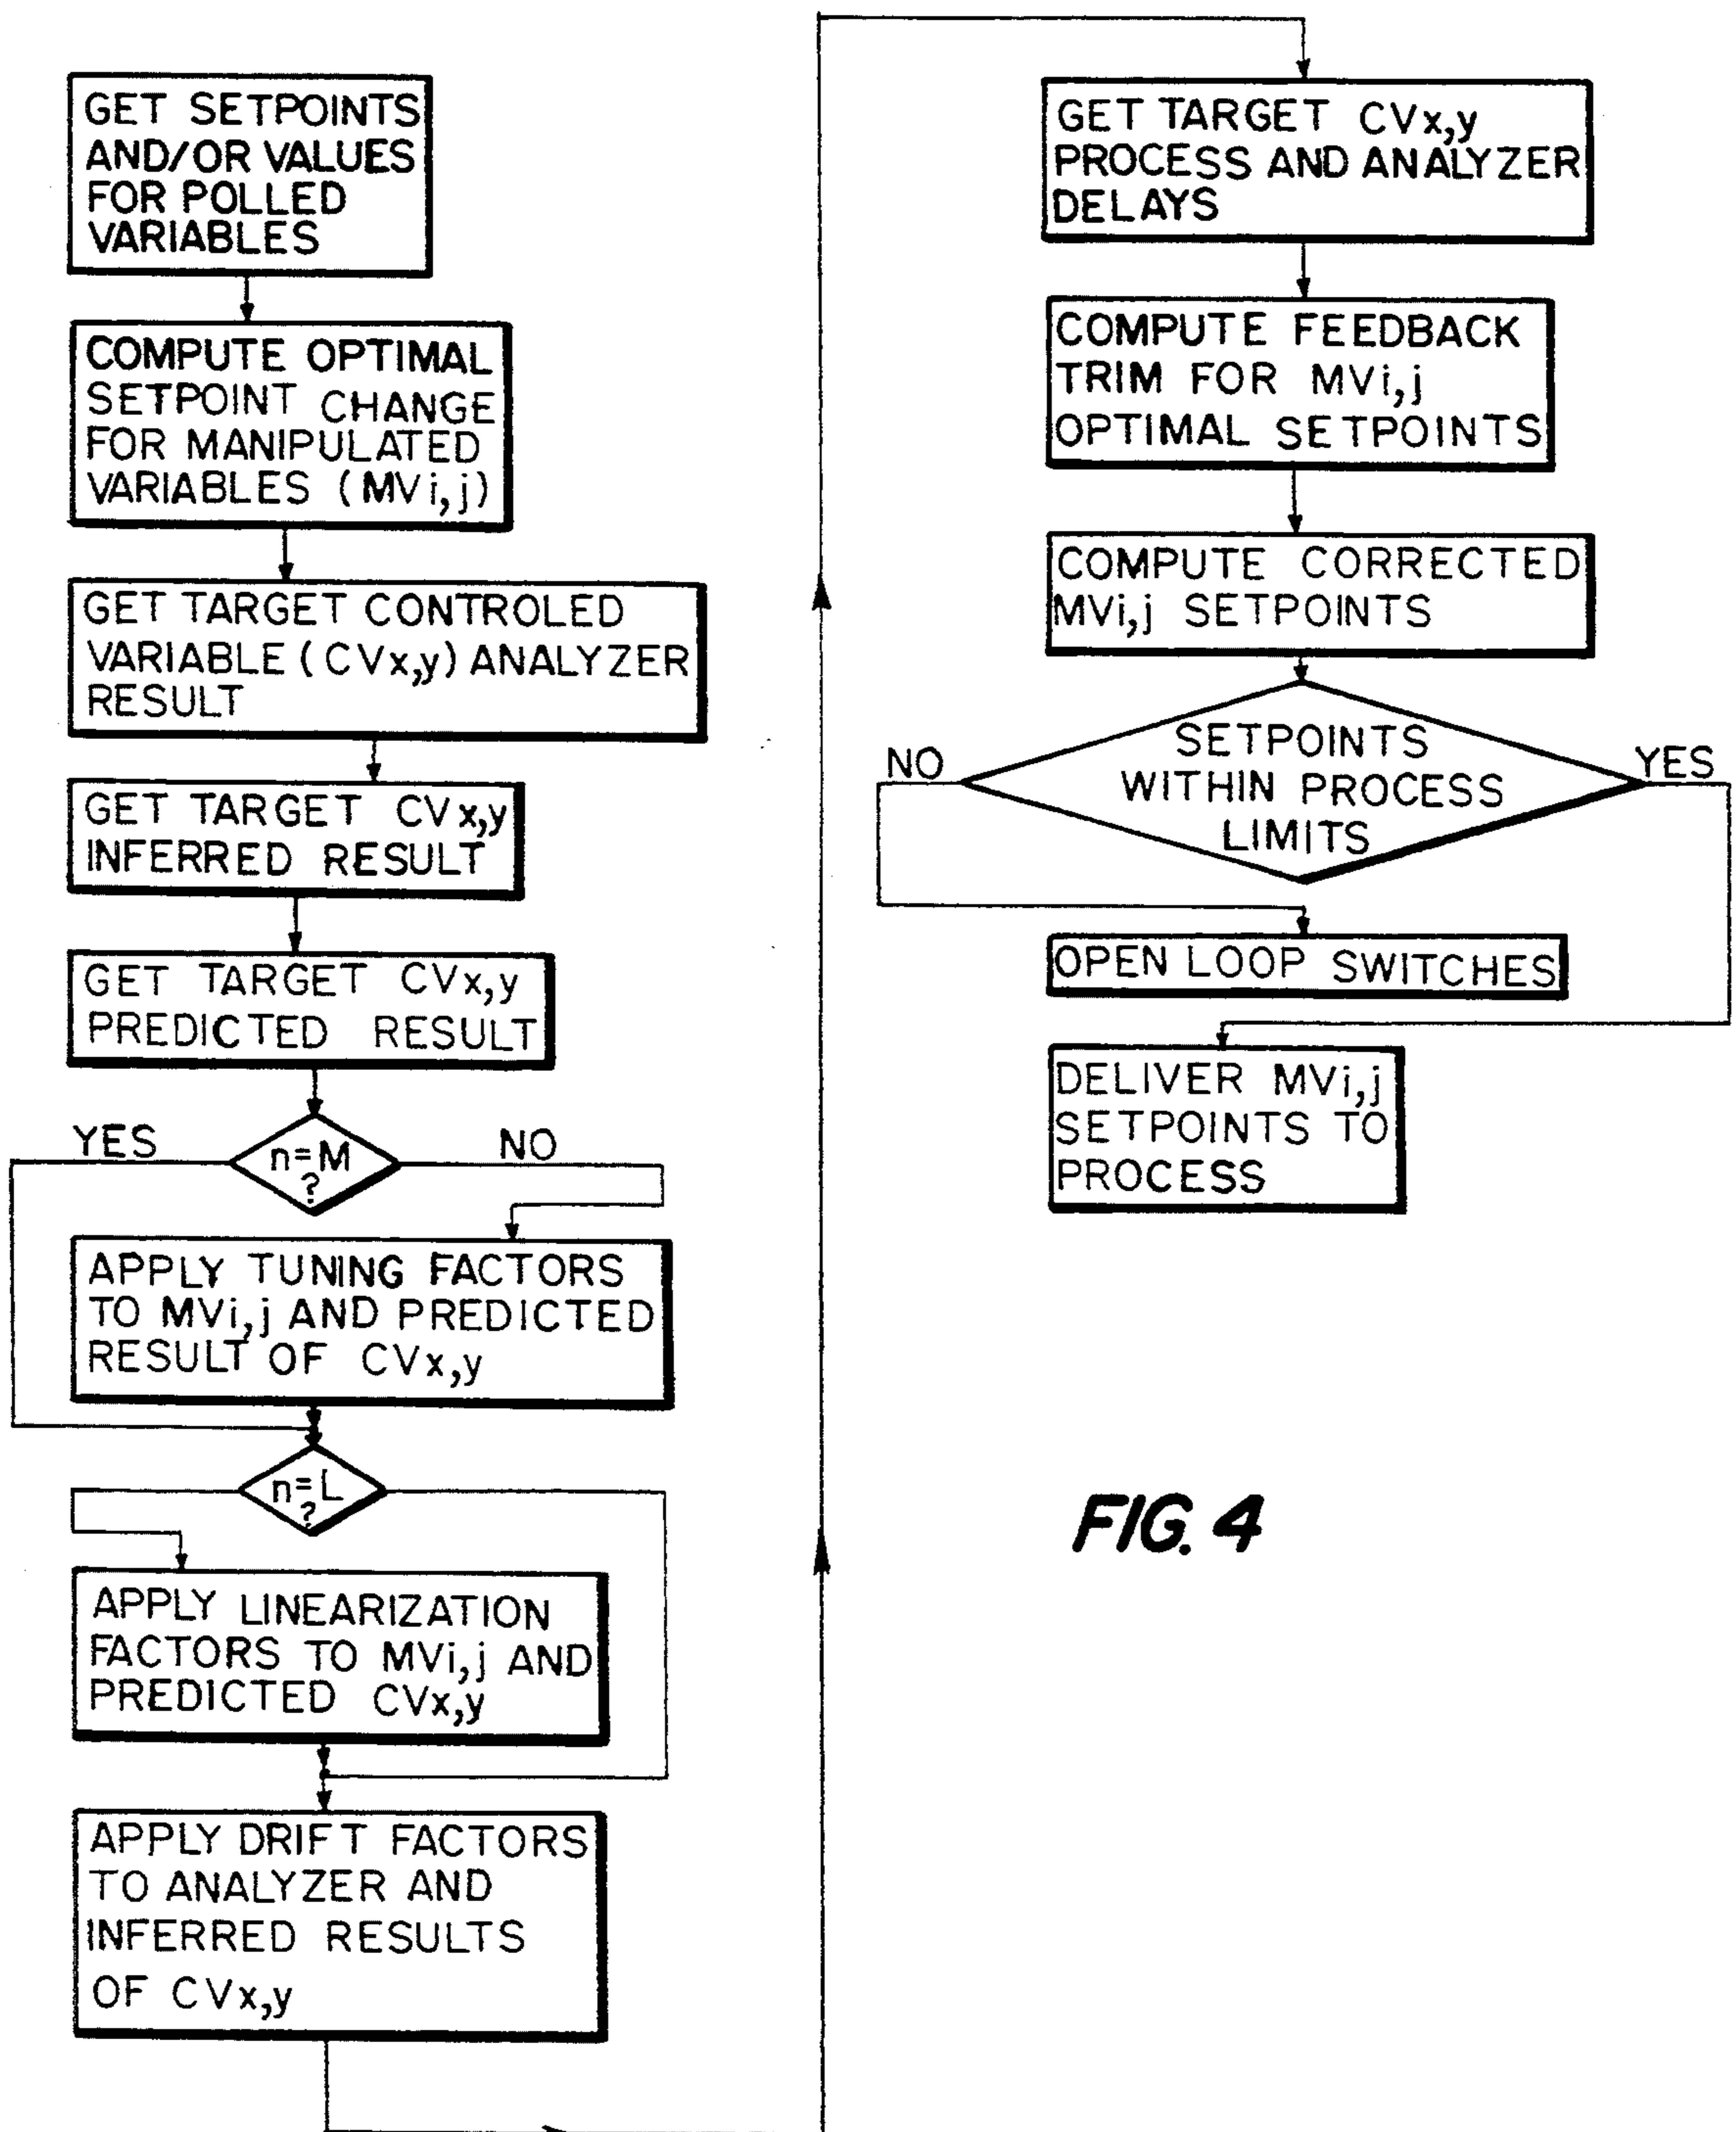 GET SETPOINTS
AND/OR VALUES
FOR POLLED
VARIABLES
COMPUTE OPTIMAL
SETPOINT CHANGE
FOR MANIPULATED
VARIABLES (MVi,j)
GET TARGET CONTROLED
VARIABLE (CVx,y) ANALYZER
RESULT
GET TARGET CVx,y
INFERRED RESULT
GET TARGET CVx,y
PREDICTED RESULT
YES
n=M
?
NO
APPLY TUNING FACTORS
TO MVi,j AND PREDICTED
RESULT OF CVx,y
n=L
?
APPLY LINEARIZATION
FACTORS TO MVi,j AND
PREDICTED CVx,y
APPLY DRIFT FACTORS
TO ANALYZER AND
INFERRED RESULTS
OF CVx,y
GET TARGET CVx,y
PROCESS AND ANALYZER
DELAYS
COMPUTE FEEDBACK
TRIM FOR MVi,j
OPTIMAL SETPOINTS
COMPUTE CORRECTED
MVi,j SETPOINTS
NO
SETPOINTS
WITHIN PROCESS
LIMITS
YES
OPEN LOOP SWITCHES
DELIVER MVi,j
SETPOINTS TO
PROCESS
FIG. 4